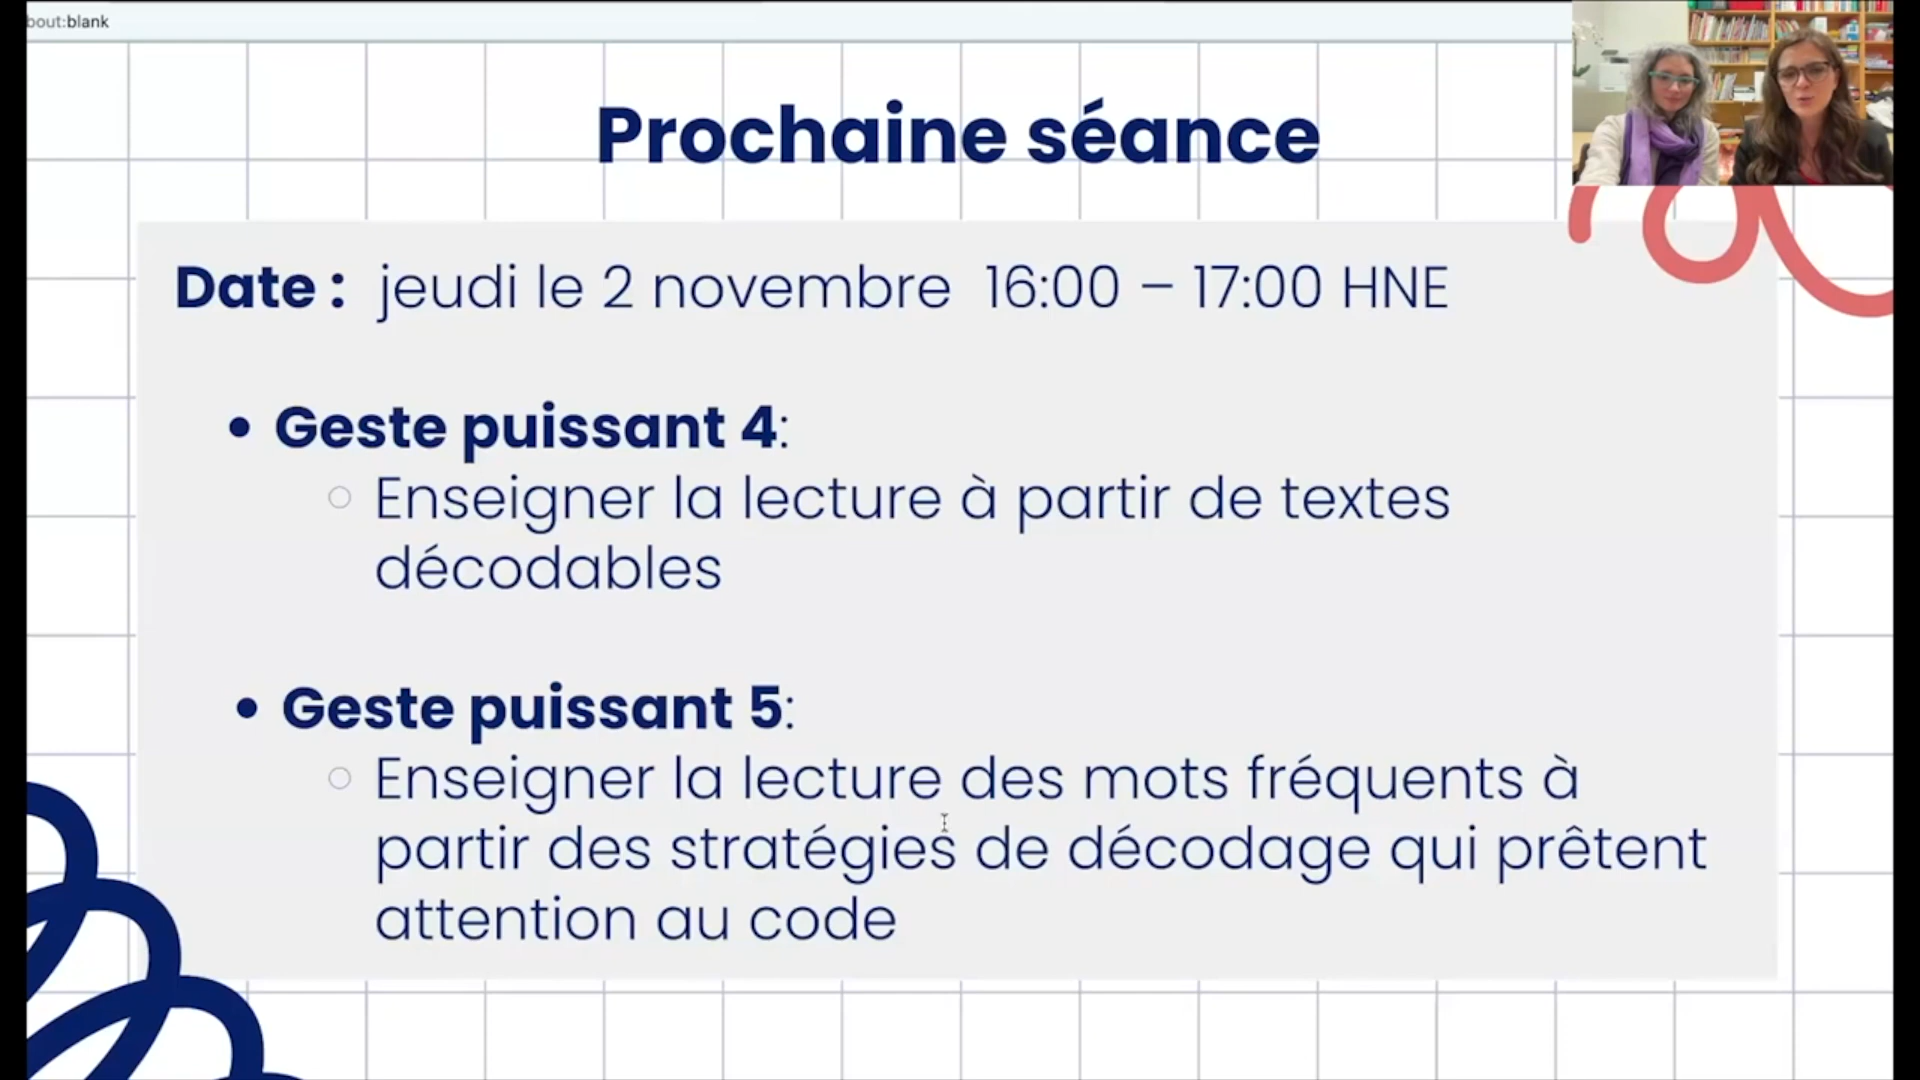 bout:blank
Prochaine séance
Date : jeudi le 2 novembre 16:00 – 17:00 HNE
• Geste puissant 4:
○ Enseigner la lecture à partir de textes
décodables
• Geste puissant 5:
○ Enseigner la lecture des mots fréquents à
partir des stratégies de décodage qui prêtent
attention au code